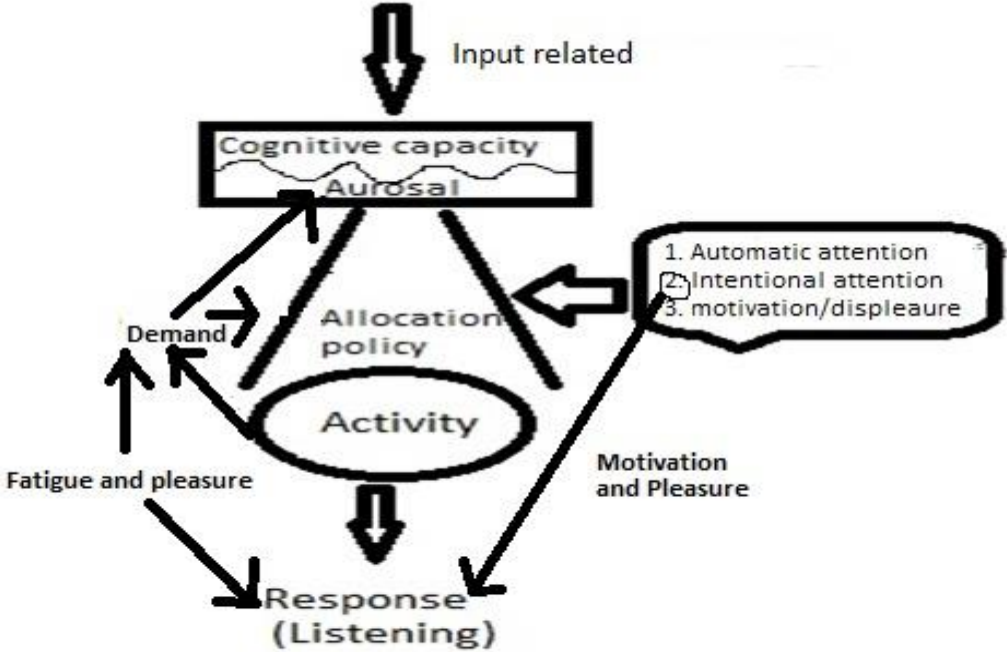 Input related
Cognitive capacity
Aurosal
1. Automatic attention
2. Intentional attention
3. motivation/displeaure
Allocation
policy
Demand
Activity
Fatigue and pleasure
Motivation
and Pleasure
Response
(Listening)